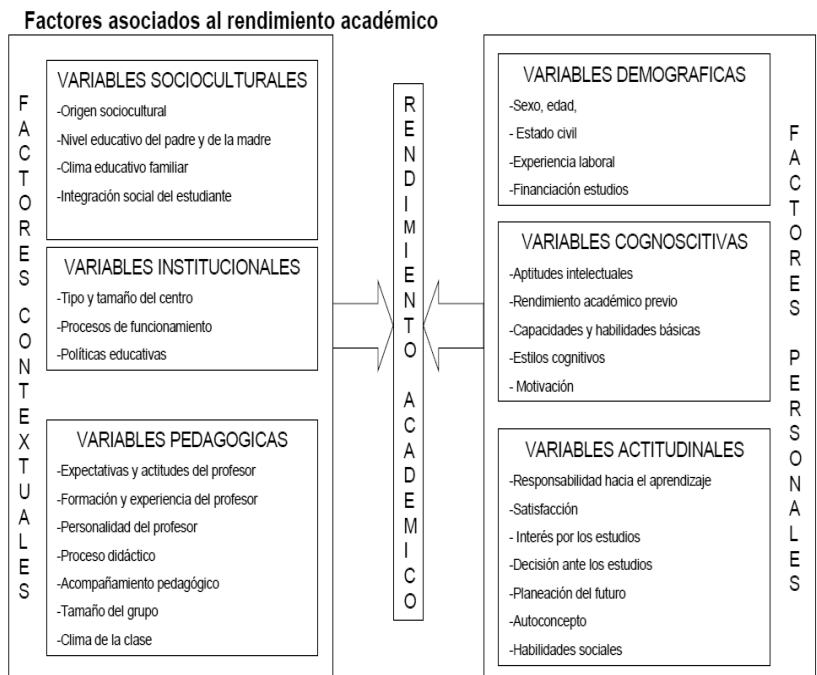 Factores asociados al rendimiento académico
FACTORES CONTEXTUALES
VARIABLES SOCIOCULTURALES
-Origen sociocultural
-Nivel educativo del padre y de la madre
-Clima educativo familiar
-Integración social del estudiante
VARIABLES INSTITUCIONALES
-Tipo y tamaño del centro
-Procesos de funcionamiento
-Políticas educativas
VARIABLES PEDAGOGICAS
-Expectativas y actitudes del profesor
-Formación y experiencia del profesor
-Personalidad del profesor
-Proceso didáctico
-Acompañamiento pedagógico
-Tamaño del grupo
-Clima de la clase
RENDIMIENTO ACADEMICO
VARIABLES DEMOGRAFICAS
-Sexo, edad,
- Estado civil
-Experiencia laboral
-Financiación estudios
VARIABLES COGNOSCITIVAS
-Aptitudes intelectuales
-Rendimiento académico previo
-Capacidades y habilidades básicas
-Estilos cognitivos
- Motivación
VARIABLES ACTITUDINALES
-Responsabilidad hacia el aprendizaje
-Satisfacción
- Interés por los estudios
-Decisión ante los estudios
-Planeación del futuro
-Autoconcepto
-Habilidades sociales
FACTORES PERSONALES